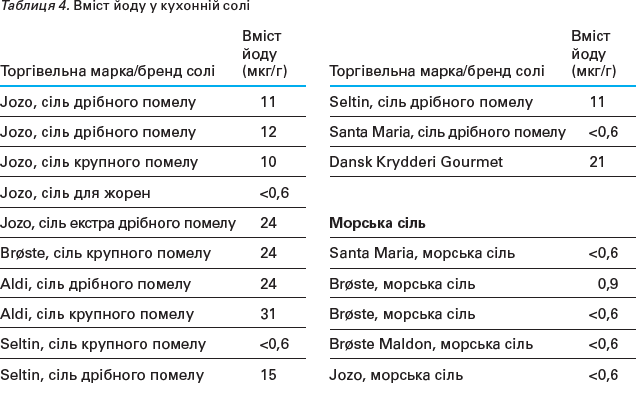 Таблиця 4. Вміст йоду у кухонній солі
Торгівельна марка/бренд солі Вміст йоду (мкг/г)
Jozo, сіль дрібного помелу 11
Jozo, сіль дрібного помелу 12
Jozo, сіль крупного помелу 10
Jozo, сіль для жорен <0,6
Jozo, сіль екстра дрібного помелу 24
Brøste, сіль крупного помелу 24
Aldi, сіль дрібного помелу 24
Aldi, сіль крупного помелу 31
Seltin, сіль крупного помелу <0,6
Seltin, сіль дрібного помелу 15
Торгівельна марка/бренд солі Вміст йоду (мкг/г)
Seltin, сіль дрібного помелу 11
Santa Maria, сіль дрібного помелу <0,6
Dansk Krydderi Gourmet 21
Морська сіль
Santa Maria, морська сіль <0,6
Brøste, морська сіль 0,9
Brøste, морська сіль <0,6
Brøste Maldon, морська сіль <0,6
Jozo, морська сіль <0,6